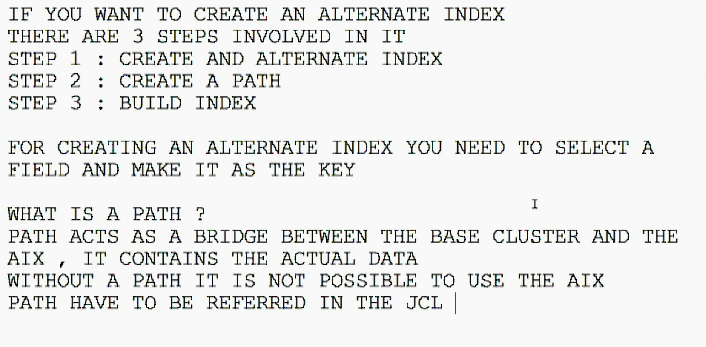 IF YOU WANT TO CREATE AN ALTERNATE INDEX
THERE ARE 3 STEPS INVOLVED IN IT
STEP 1 : CREATE AND ALTERNATE INDEX
STEP 2 : CREATE A PATH
STEP 3 : BUILD INDEX
FOR CREATING AN ALTERNATE INDEX YOU NEED TO SELECT A
FIELD AND MAKE IT AS THE KEY
WHAT IS A PATH ?
PATH ACTS AS A BRIDGE BETWEEN THE BASE CLUSTER AND THE
AIX , IT CONTAINS THE ACTUAL DATA
WITHOUT A PATH IT IS NOT POSSIBLE TO USE THE AIX
PATH HAVE TO BE REFERRED IN THE JCL